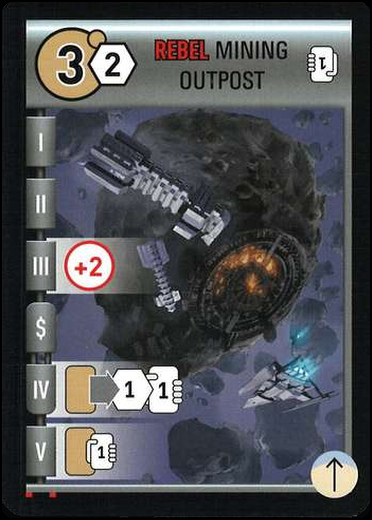 3 2 REBEL MINING 1
OUTPOST
I
II
III +2
$
IV 1 1
V 1